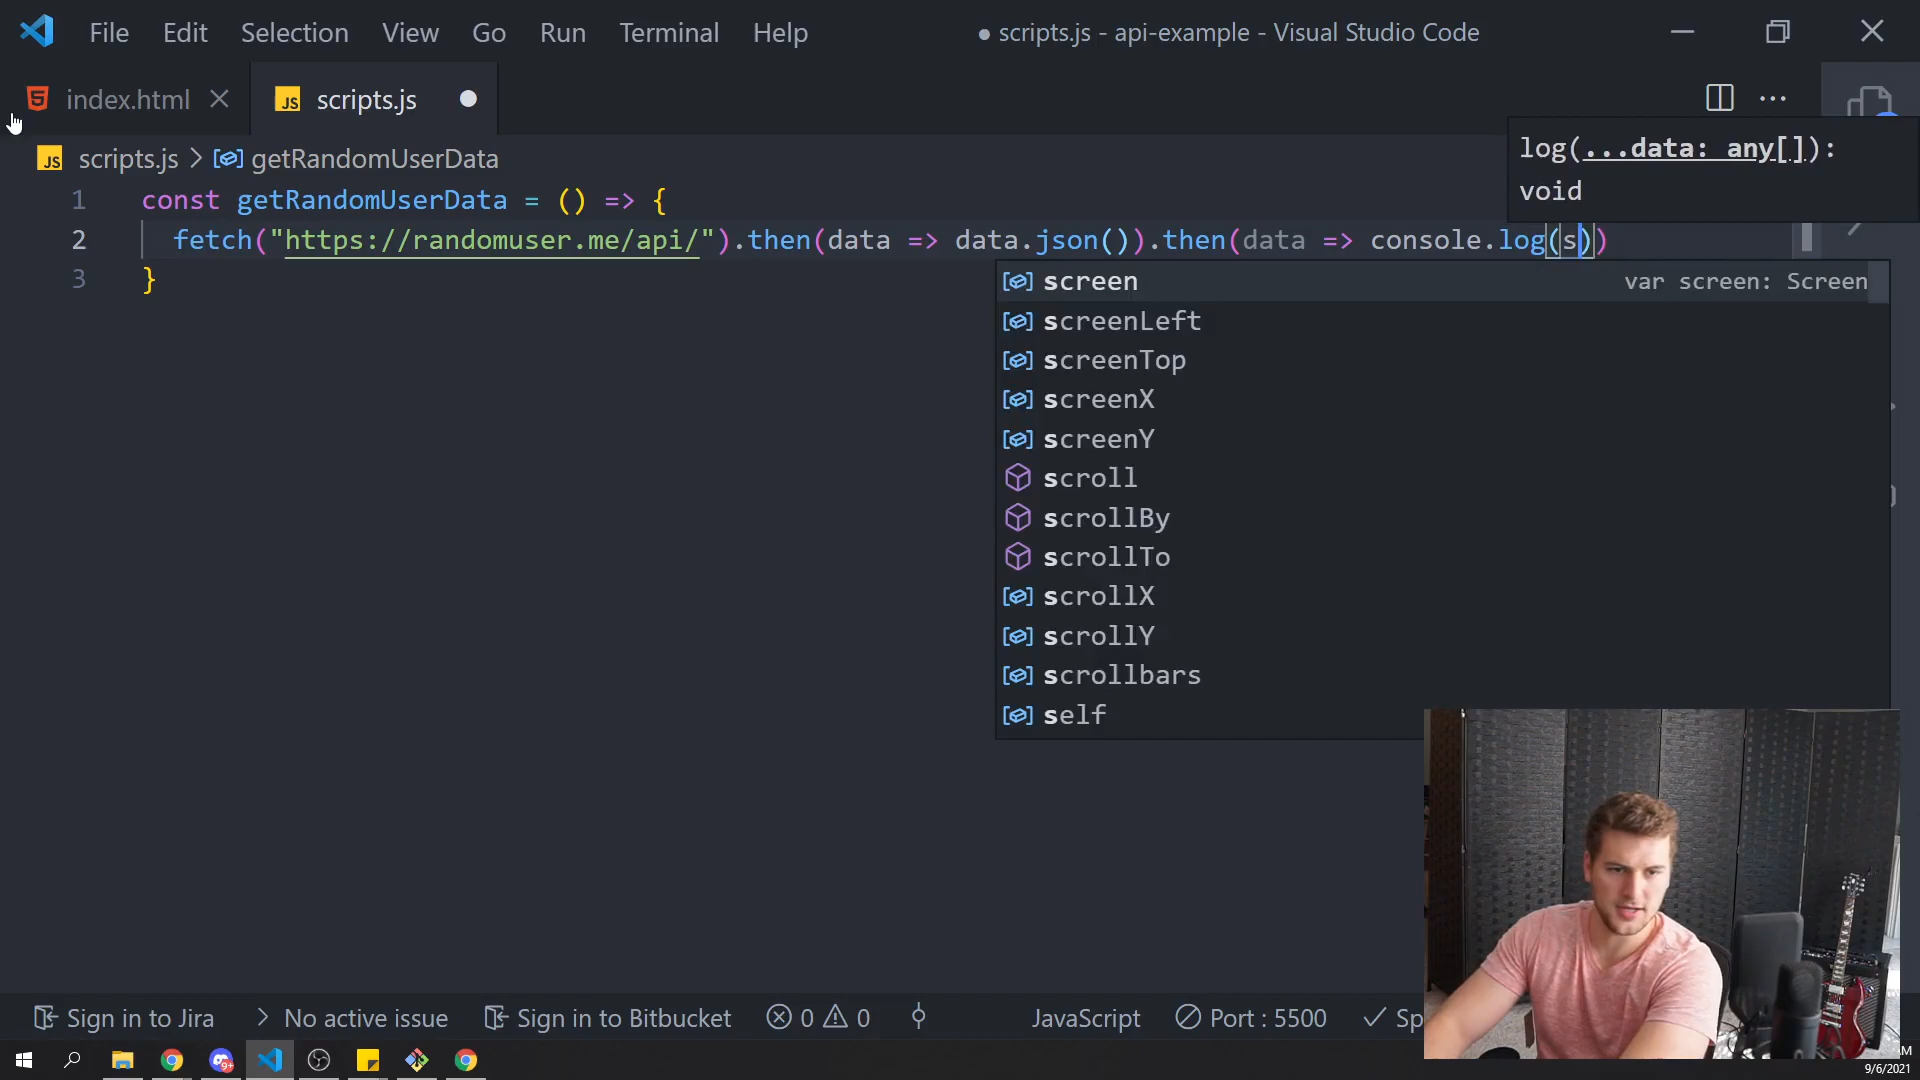 File Edit Selection View Go Run Terminal Help ● scripts.js - api-example - Visual Studio Code
index.html JS scripts.js ● ...
log(...data: any[]):
void
JS scripts.js > getRandomUserData
1 const getRandomUserData = () => {
2 fetch("https://randomuser.me/api/").then(data => data.json()).then(data => console.log(s))
3 }
screen var screen: Screen
screenLeft
screenTop
screenX
screenY
scroll
scrollBy
scrollTo
scrollX
scrollY
scrollbars
self
Sign in to Jira > No active issue Sign in to Bitbucket 0 0 JavaScript Port : 5500 Sp
9+
9/6/2021